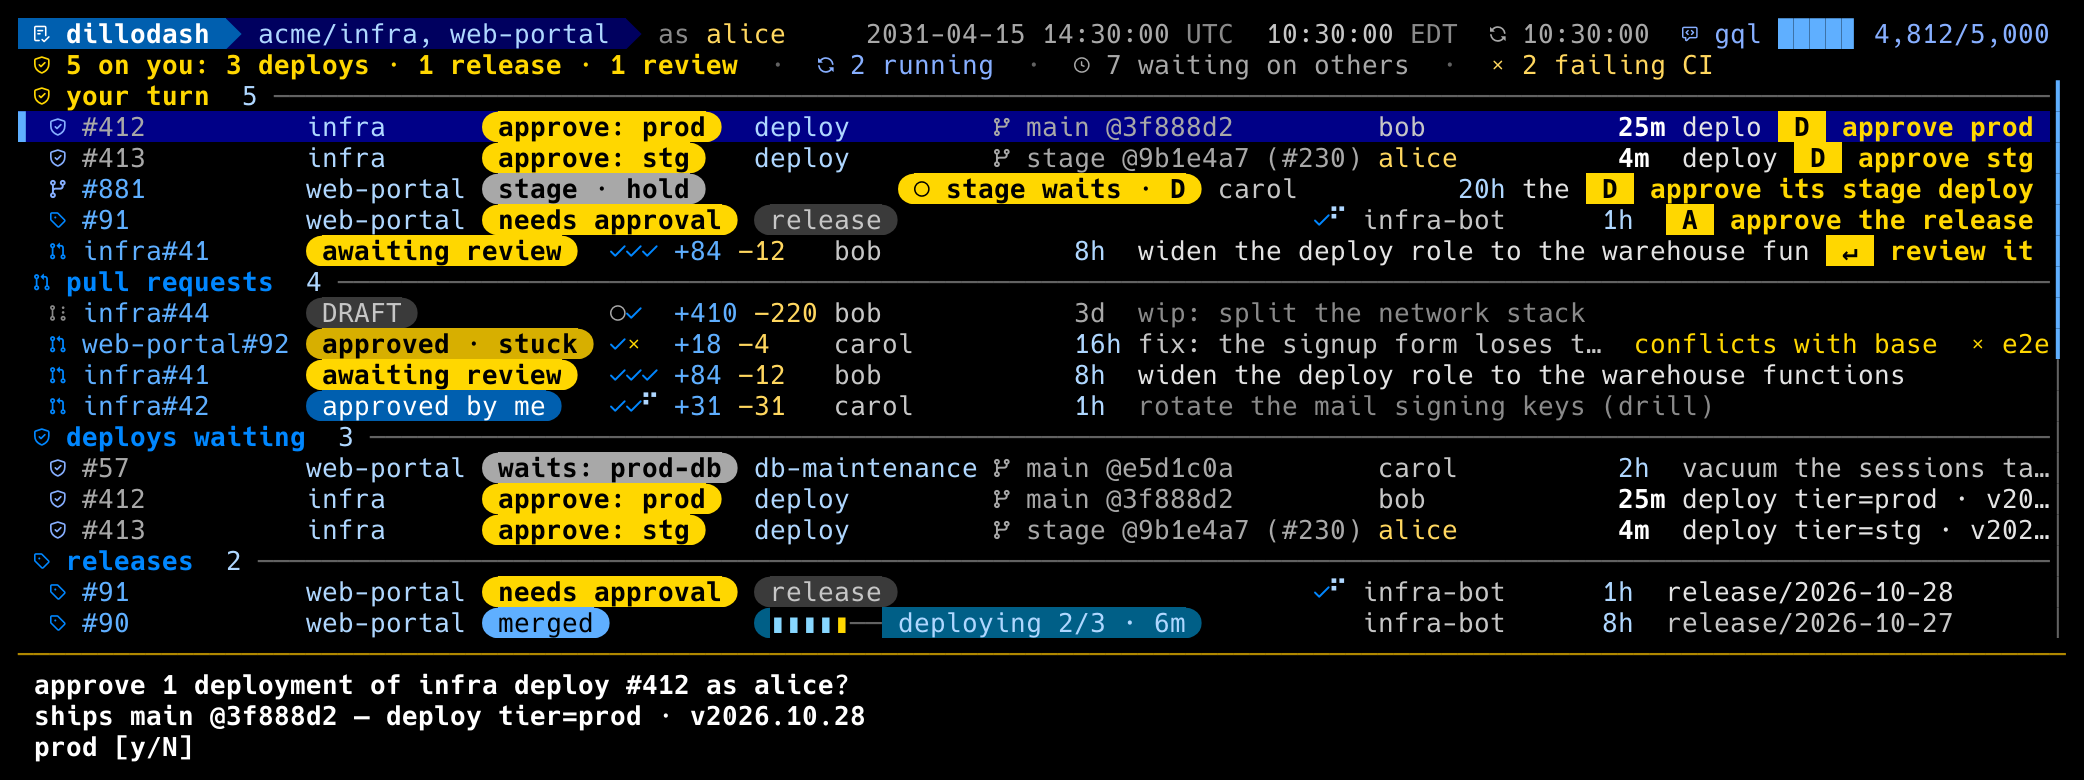 dillodash acme/infra, web-portal as alice 2031-04-15 14:30:00 UTC 10:30:00 EDT 10:30:00 gql 4,812/5,000
5 on you: 3 deploys · 1 release · 1 review · 2 running · 7 waiting on others · × 2 failing CI
your turn 5
#412 infra approve: prod deploy main @3f888d2 bob 25m deplo D approve prod
#413 infra approve: stg deploy stage @9b1e4a7 (#230) alice 4m deploy D approve stg
#881 web-portal stage · hold ○ stage waits · D carol 20h the D approve its stage deploy
#91 web-portal needs approval release ✓ infra-bot 1h A approve the release
infra#41 awaiting review ✓✓✓ +84 −12 bob 8h widen the deploy role to the warehouse fun ↵ review it
pull requests 4
infra#44 DRAFT ○✓ +410 −220 bob 3d wip: split the network stack
web-portal#92 approved · stuck ✓× +18 −4 carol 16h fix: the signup form loses t… conflicts with base × e2e
infra#41 awaiting review ✓✓✓ +84 −12 bob 8h widen the deploy role to the warehouse functions
infra#42 approved by me ✓✓ +31 −31 carol 1h rotate the mail signing keys (drill)
deploys waiting 3
#57 web-portal waits: prod-db db-maintenance main @e5d1c0a carol 2h vacuum the sessions ta…
#412 infra approve: prod deploy main @3f888d2 bob 25m deploy tier=prod · v20…
#413 infra approve: stg deploy stage @9b1e4a7 (#230) alice 4m deploy tier=stg · v202…
releases 2
#91 web-portal needs approval release ✓ infra-bot 1h release/2026-10-28
#90 web-portal merged deploying 2/3 · 6m infra-bot 8h release/2026-10-27
approve 1 deployment of infra deploy #412 as alice?
ships main @3f888d2 — deploy tier=prod · v2026.10.28
prod [y/N]